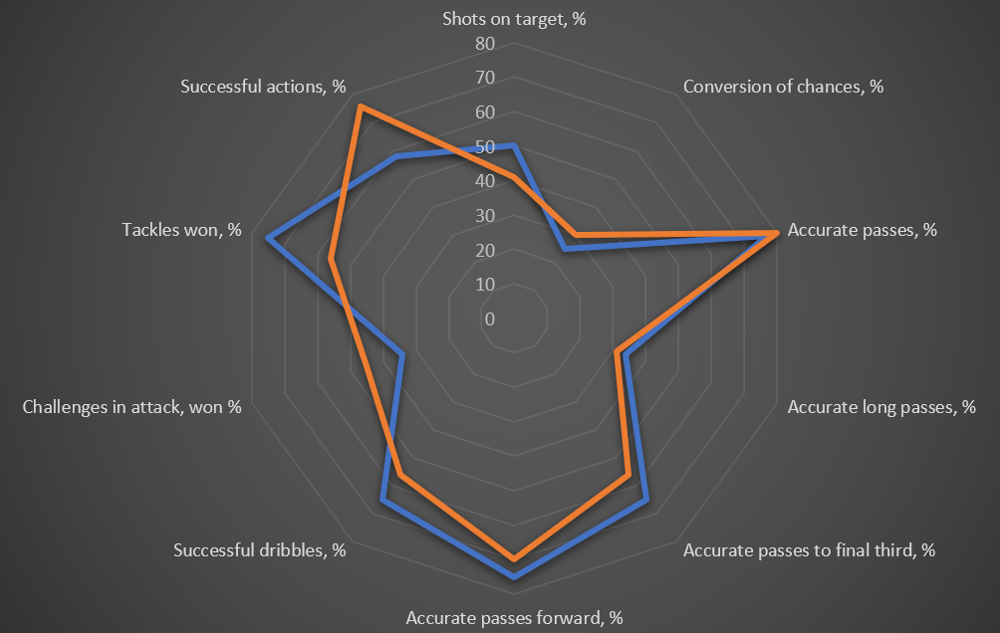 Shots on target, %
80
Successful actions, %
Conversion of chances, %
70
60
50
40
30
Tackles won, %
Accurate passes, %
20
10
0
Challenges in attack, won %
Accurate long passes, %
Successful dribbles, %
Accurate passes to final third, %
Accurate passes forward, %